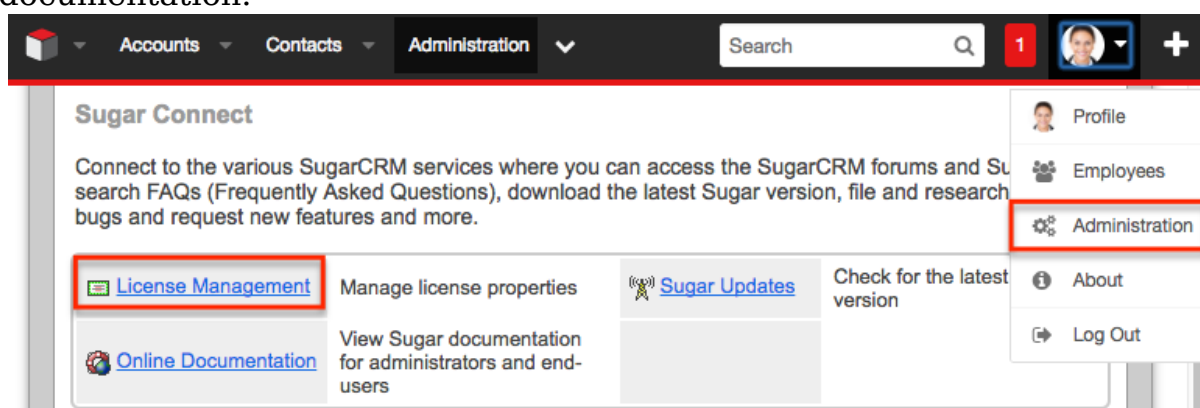 documentation.
Accounts Contacts Administration Search 1
Sugar Connect
Connect to the various SugarCRM services where you can access the SugarCRM forums and Su
search FAQs (Frequently Asked Questions), download the latest Sugar version, file and research
bugs and request new features and more.
License Management
Manage license properties
Sugar Updates
Check for the latest
version
Online Documentation
View Sugar documentation
for administrators and end-
users
Profile
Employees
Administration
About
Log Out